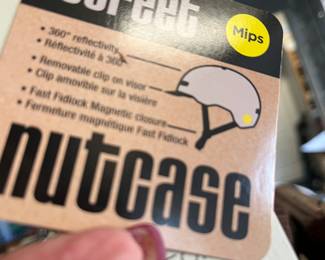 Street
Mips
• 360° reflectivity
• Réflectivité à 360°
• Removable clip on visor
• Clip amovible sur la visière
• Fast Fidlock Magnetic closure
• Fermeture magnétique Fast Fidlock
nutcase